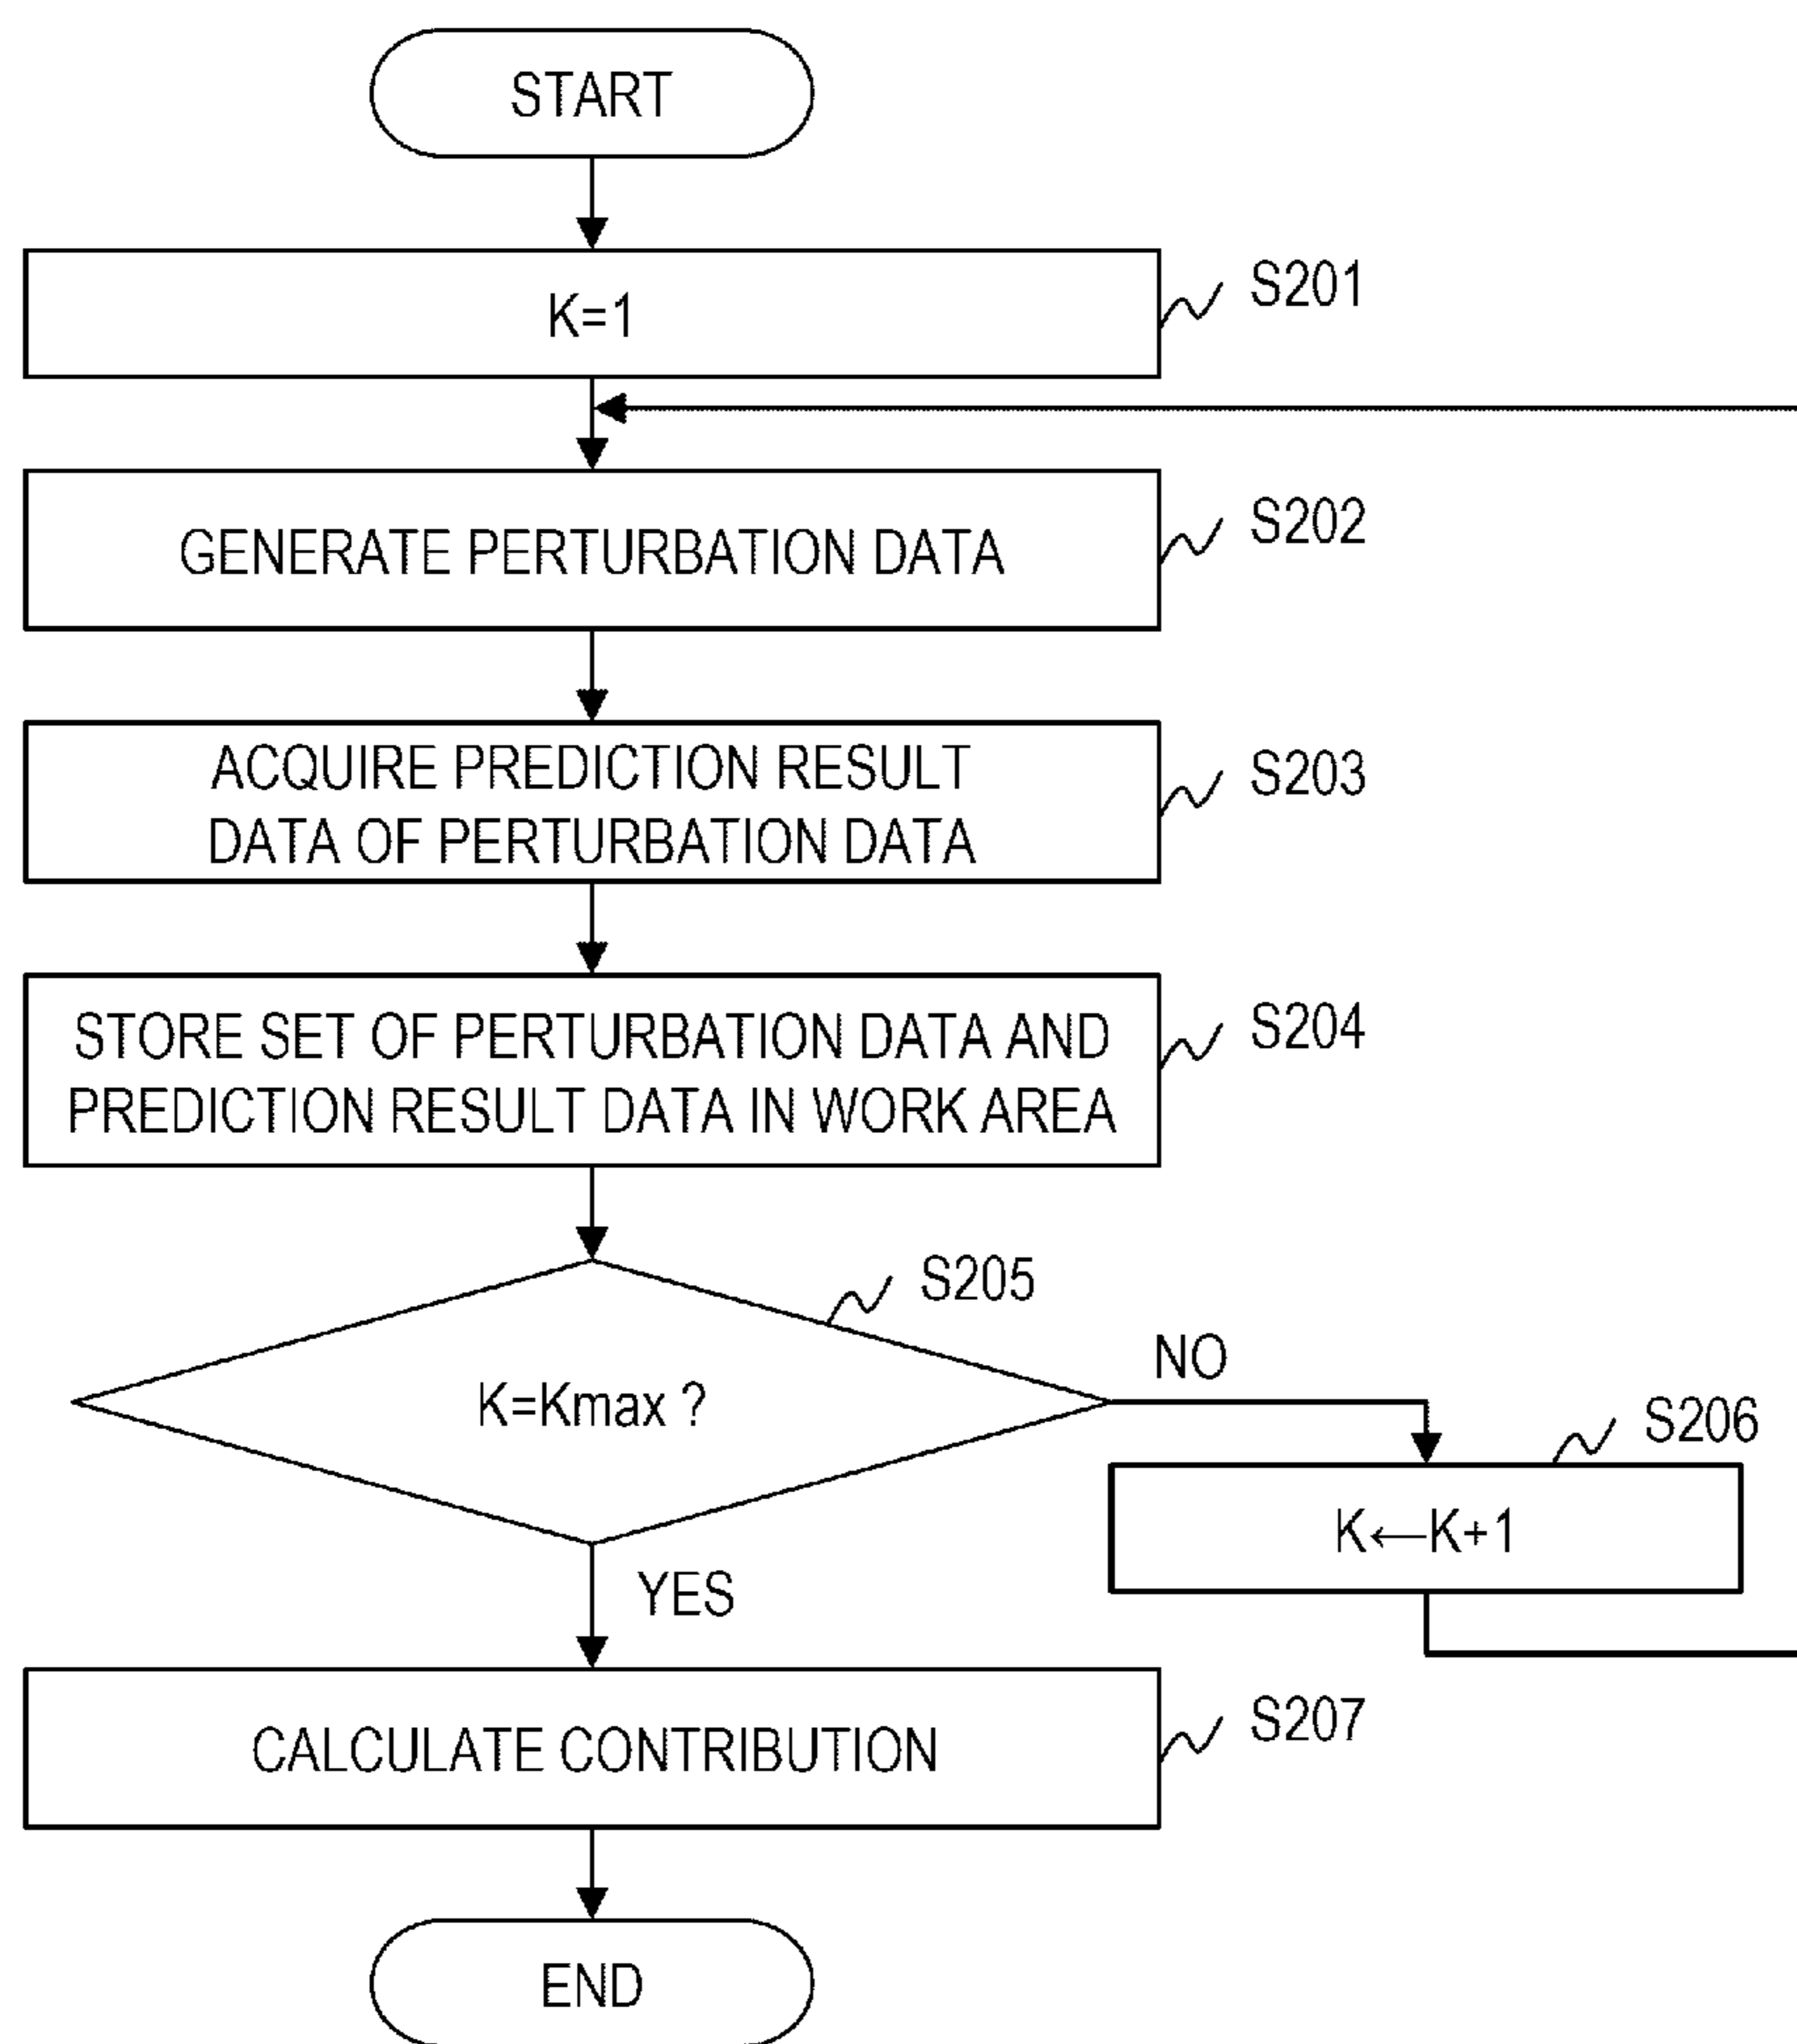 START
K=1
S201
GENERATE PERTURBATION DATA
S202
ACQUIRE PREDICTION RESULT
DATA OF PERTURBATION DATA
S203
STORE SET OF PERTURBATION DATA AND
PREDICTION RESULT DATA IN WORK AREA
S204
S205
K=Kmax ?
NO
S206
K←K+1
YES
CALCULATE CONTRIBUTION
S207
END